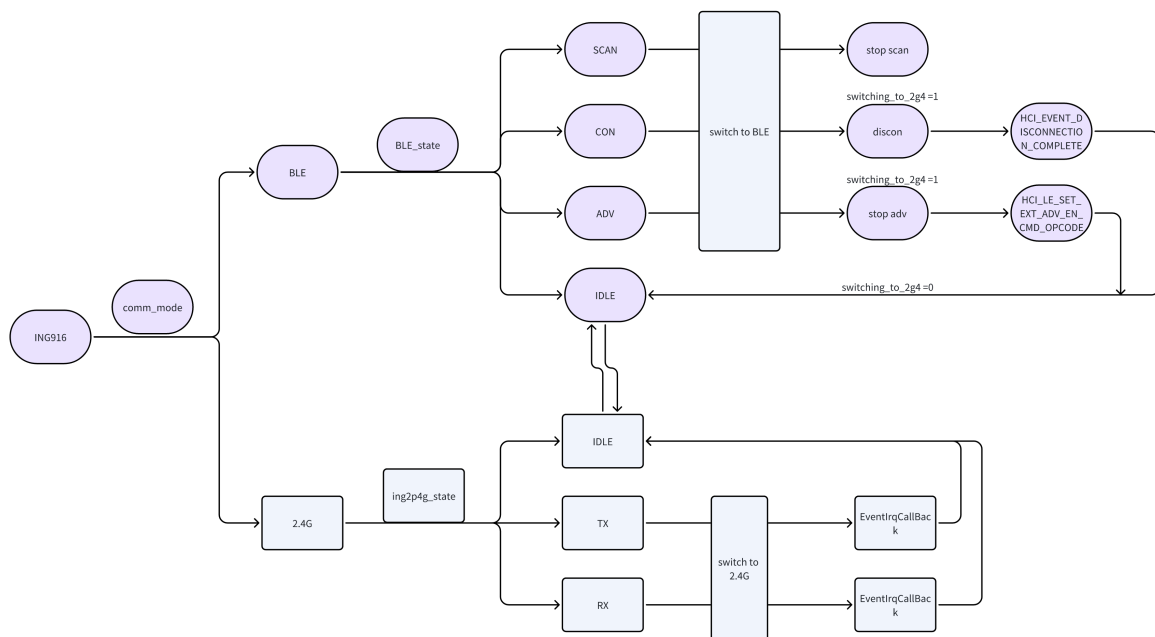 SCAN
stop scan
switching_to_2g4 =1
HCI_EVENT_D
ISCONNECTIO
N_COMPLETE
CON
switch to BLE
discon
BLE_state
BLE
switching_to_2g4 =1
HCI_LE_SET_
EXT_ADV_EN_
CMD_OPCODE
ADV
stop adv
IDLE
switching_to_2g4 =0
comm_mode
ING916
IDLE
ing2p4g_state
2.4G
TX
EventIrqCallBac
k
switch to
2.4G
RX
EventIrqCallBac
k